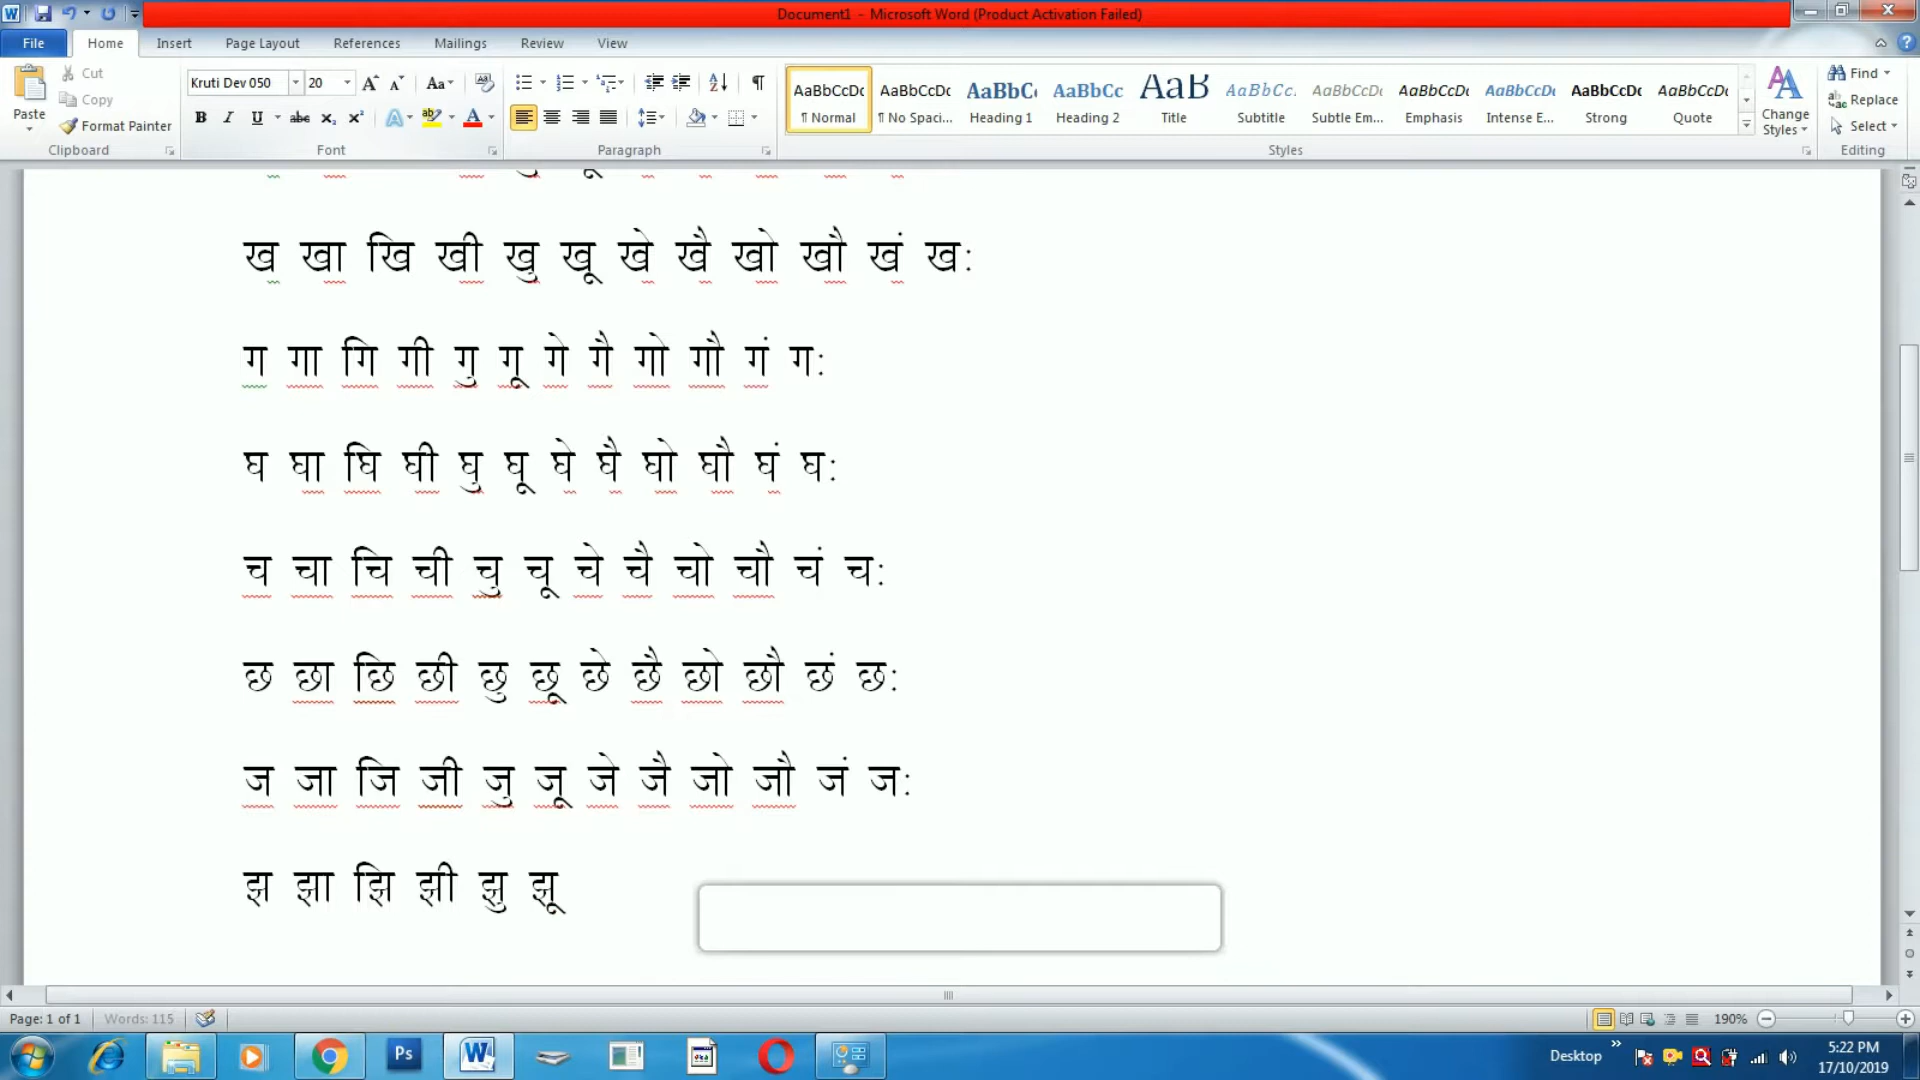 Document1 - Microsoft Word (Product Activation Failed)
File Home Insert Page Layout References Mailings Review View
Paste
Cut
Copy
Format Painter
Clipboard
Kruti Dev 050 20
Font
Paragraph
AaBbCcDc AaBbCcDc AaBbC AaBbCc AaB AaBbCc. AaBbCcDc AaBbCcDc AaBbCcDc AaBbCcDc AaBbCcDc
¶ Normal ¶ No Spaci... Heading 1 Heading 2 Title Subtitle Subtle Em... Emphasis Intense E... Strong Quote
Styles
Change Styles
Find
Replace
Select
Editing
ख खा खि खी खु खू खे खै खो खौ खं खः
ग गा गि गी गु गू गे गै गो गौ गं गः
घ घा घि घी घु घू घे घै घो घौ घं घः
च चा चि ची चु चू चे चै चो चौ चं चः
छ छा छि छी छु छू छे छै छो छौ छं छः
ज जा जि जी जु जू जे जै जो जौ जं जः
झ झा झि झी झु झू
Page: 1 of 1 Words: 115 190%
Ps
Desktop
5:22 PM
17/10/2019